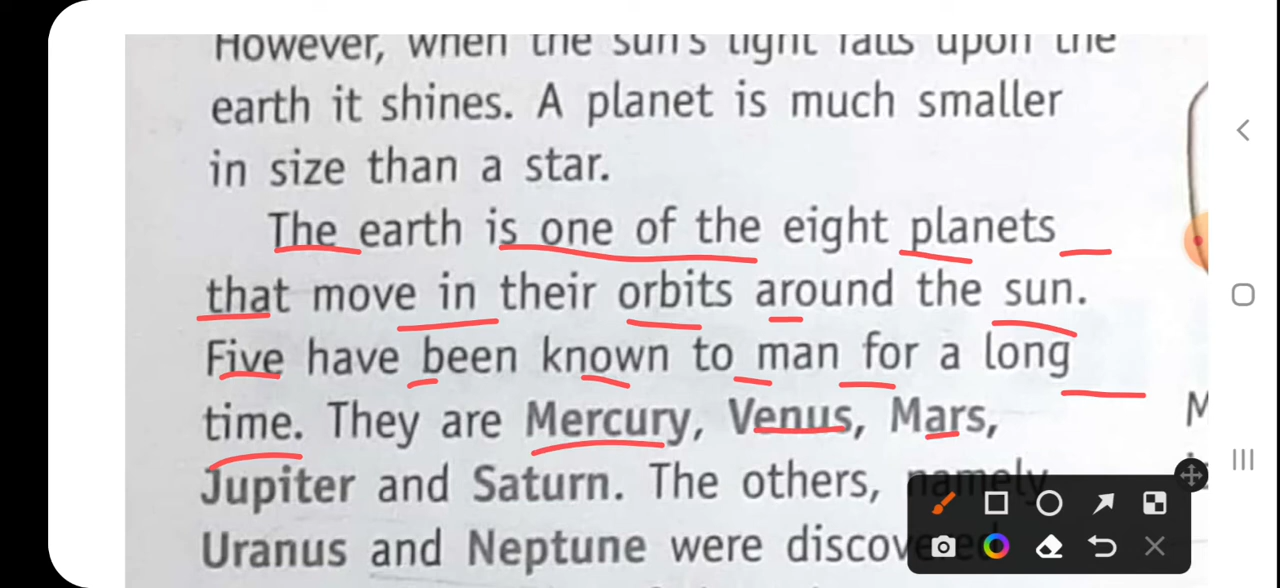 However, when the sun's light falls upon the
earth it shines. A planet is much smaller
in size than a star.
The earth is one of the eight planets
that move in their orbits around the sun.
Five have been known to man for a long
time. They are Mercury, Venus, Mars,
Jupiter and Saturn. The others, namely
Uranus and Neptune were discovered